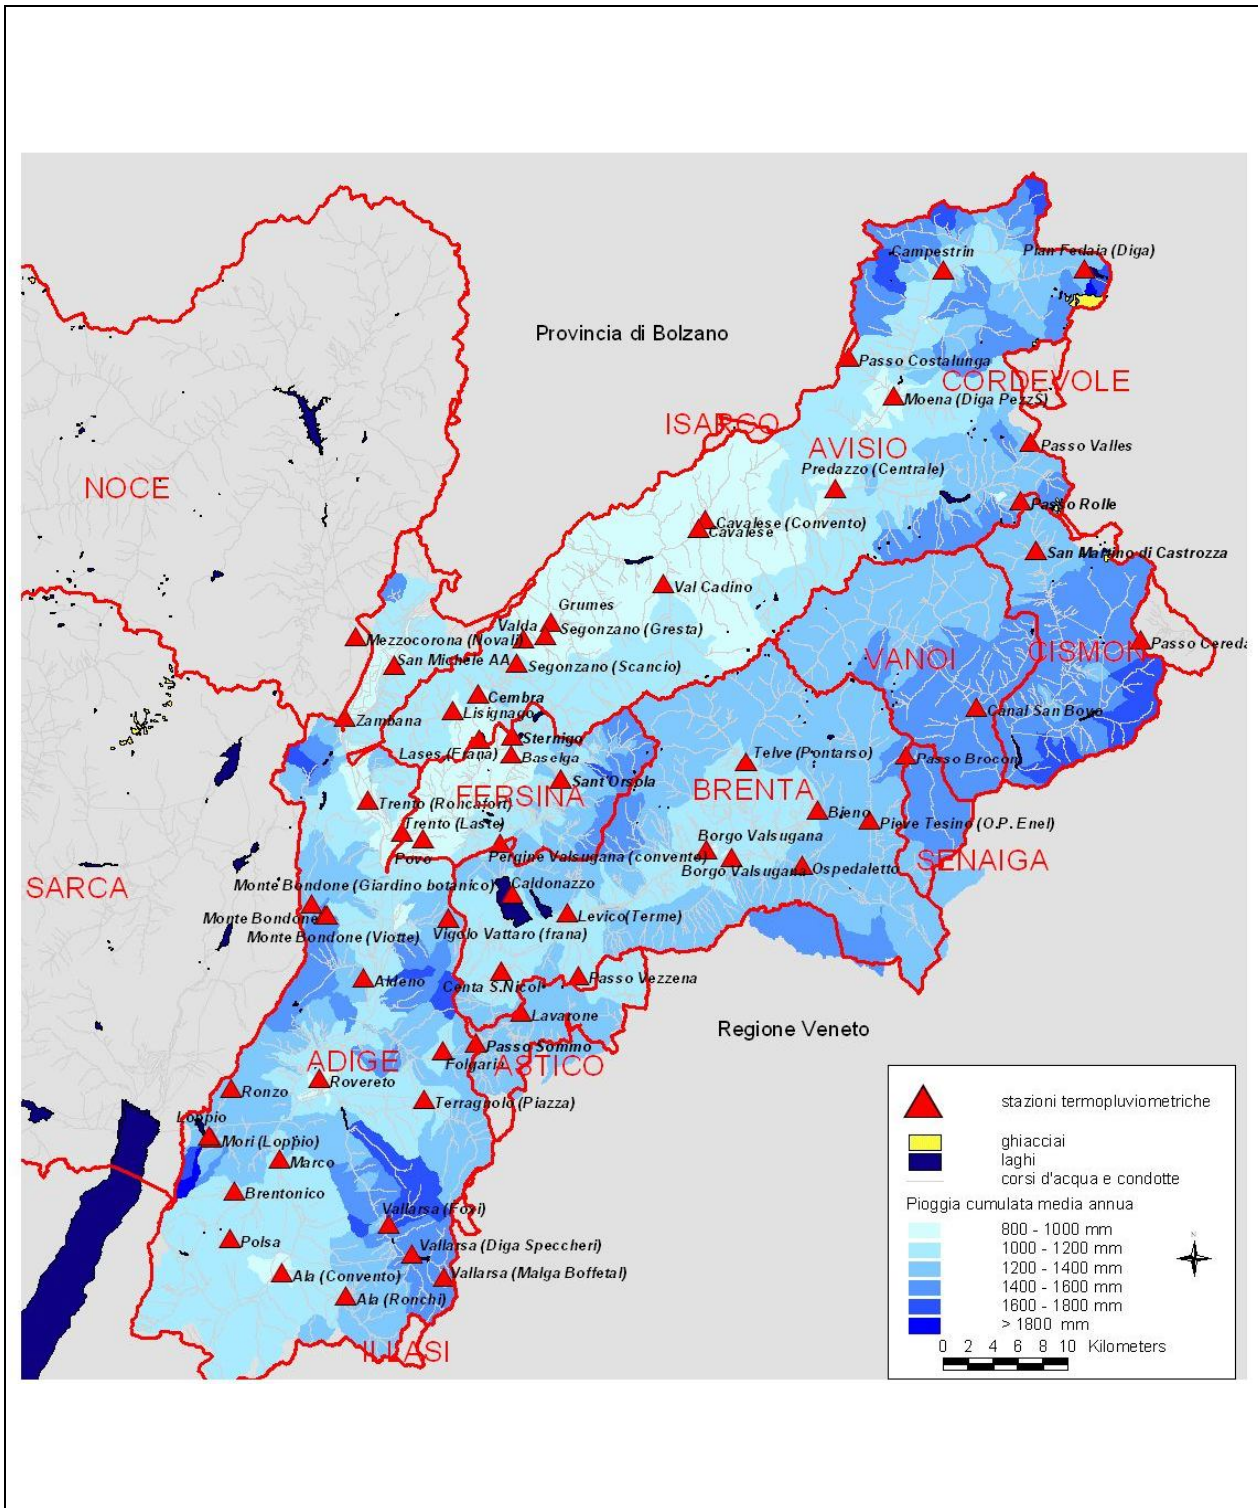 Campestrin
Pian Fedaia (Diga)
Provincia di Bolzano
Passo Costalunga
CORDEVOLE
Moena (Diga PezzŠ)
ISARCO
AVISIO
Passo Valles
Predazzo (Centrale)
NOCE
Passo Rolle
Cavalese (Convento)
Cavalese
San Martino di Castrozza
Val Cadino
Grumes
Valda
Segonzano (Gresta)
Mezzocorona (Novali)
Passo Cereda
VANOI
CISMON
San Michele AA
Segonzano (Scancio)
Cembra
Lisignago
Canal San Bovo
Zambana
Sternigo
Lases (Frana)
Baselga
Telve (Pontarso)
Passo Brocon
Sant'Orsola
FERSINA
BRENTA
Trento (Roncafort)
Bieno
Pieve Tesino (O.P. Enel)
Trento (Laste)
Povo
Borgo Valsugana
Pergine Valsugana (convento)
SENAIGA
Borgo Valsugana
Ospedaletto
SARCA
Monte Bondone (Giardino botanico)
Caldonazzo
Monte Bondone
Levico(Terme)
Vigolo Vattaro (frana)
Monte Bondone (Viotte)
Aldeno
Centa S.Nicol
Passo Vezzena
Lavarone
Regione Veneto
Passo Sommo
ADIGE
Folgaria
ASTICO
Rovereto
Ronzo
Terragnolo (Piazza)
Loppio
Mori (Loppio)
Marco
Brentonico
Vallarsa (Foxi)
Polsa
Vallarsa (Diga Speccheri)
Ala (Convento)
Vallarsa (Malga Boffetal)
Ala (Ronchi)
ILLASI
stazioni termopluviometriche
ghiacciai
laghi
corsi d'acqua e condotte
Pioggia cumulata media annua
800 - 1000 mm
1000 - 1200 mm
1200 - 1400 mm
1400 - 1600 mm
1600 - 1800 mm
> 1800 mm
N
0 2 4 6 8 10 Kilometers